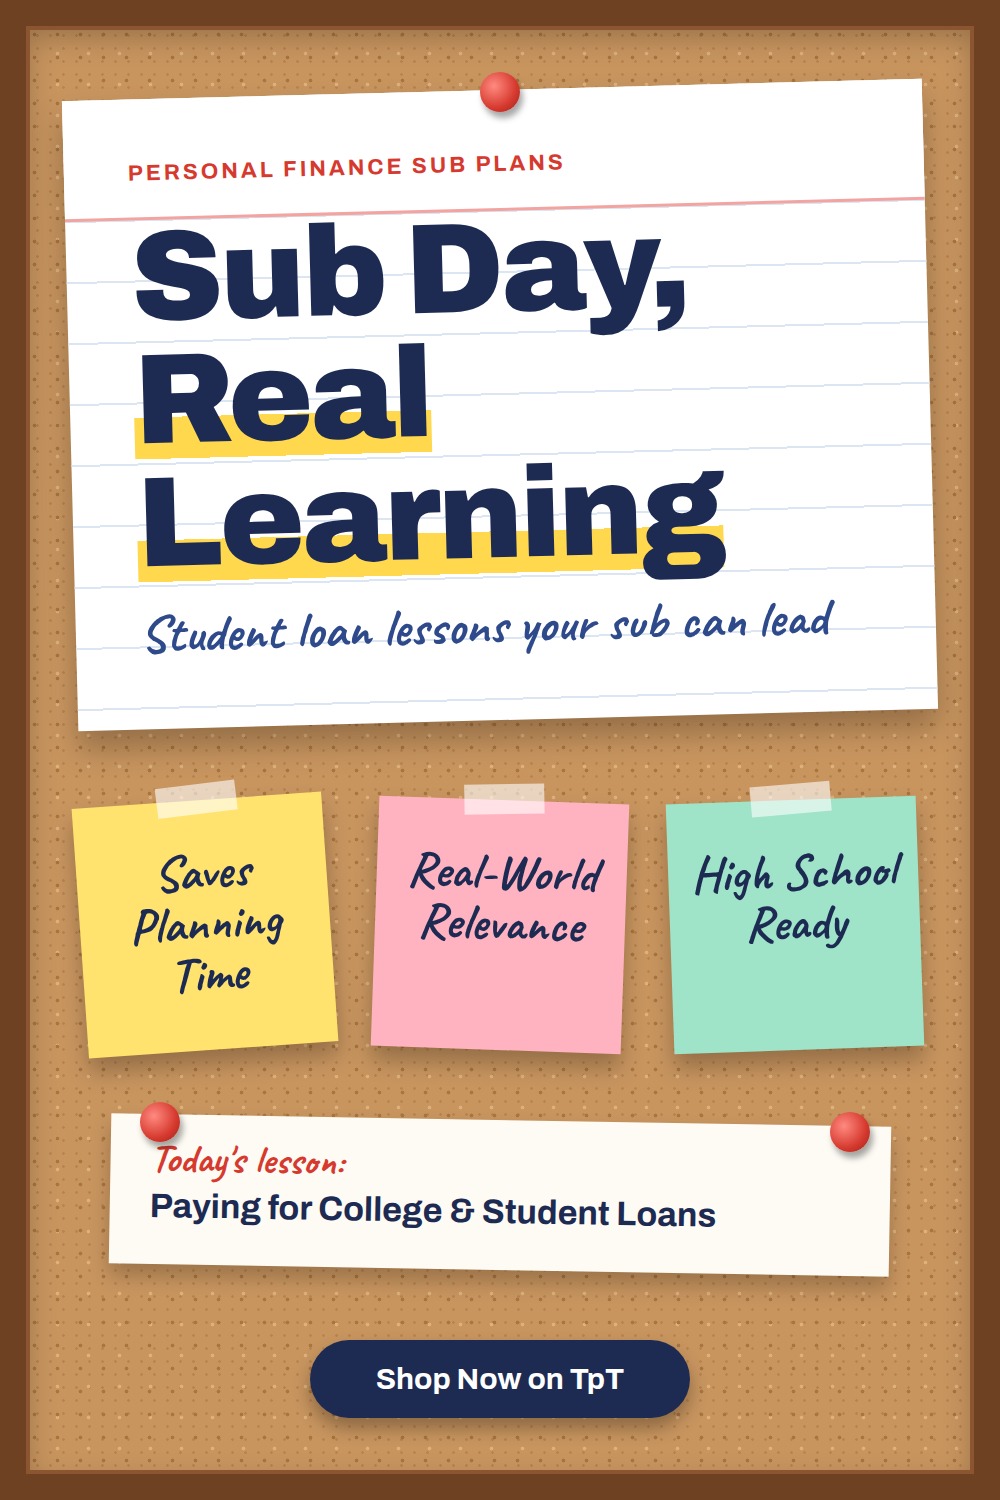 PERSONAL FINANCE SUB PLANS
Sub Day,
Real
Learning
Student loan lessons your sub can lead
Saves
Planning
Time
Real-World
Relevance
High School
Ready
Today's lesson:
Paying for College & Student Loans
Shop Now on TpT